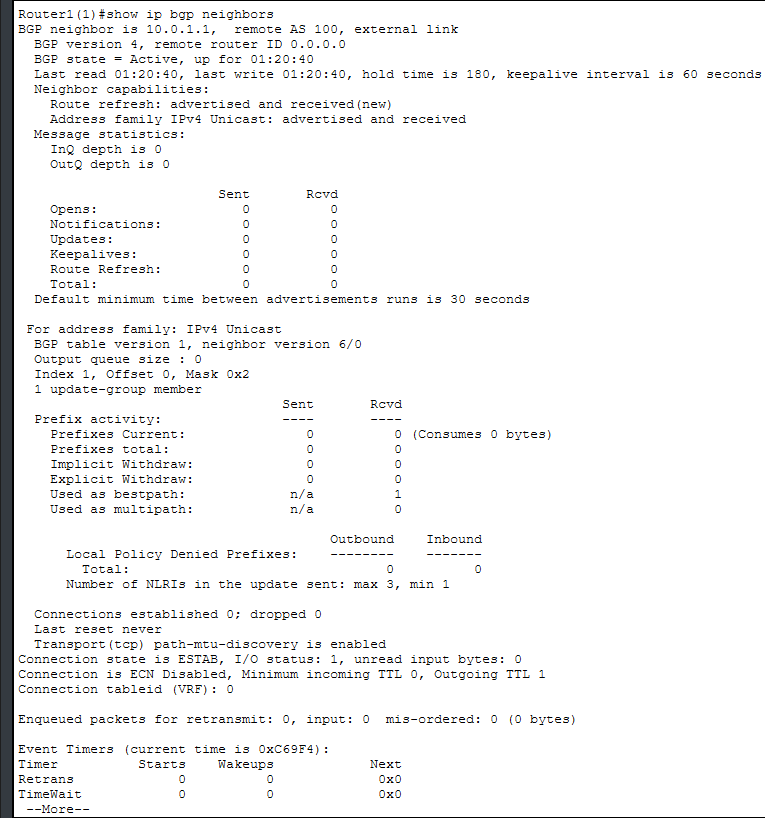 Router1(1)#show ip bgp neighbors
BGP neighbor is 10.0.1.1,  remote AS 100, external link
  BGP version 4, remote router ID 0.0.0.0
  BGP state = Active, up for 01:20:40
  Last read 01:20:40, last write 01:20:40, hold time is 180, keepalive interval is 60 seconds
  Neighbor capabilities:
    Route refresh: advertised and received(new)
    Address family IPv4 Unicast: advertised and received
  Message statistics:
    InQ depth is 0
    OutQ depth is 0
                         Sent       Rcvd
    Opens:                  0          0
    Notifications:          0          0
    Updates:                0          0
    Keepalives:             0          0
    Route Refresh:          0          0
    Total:                  0          0
  Default minimum time between advertisements runs is 30 seconds
 For address family: IPv4 Unicast
  BGP table version 1, neighbor version 6/0
  Output queue size : 0
  Index 1, Offset 0, Mask 0x2
  1 update-group member
                                 Sent       Rcvd
  Prefix activity:               ----       ----
    Prefixes Current:               0          0 (Consumes 0 bytes)
    Prefixes total:                 0          0
    Implicit Withdraw:              0          0
    Explicit Withdraw:              0          0
    Used as bestpath:             n/a          1
    Used as multipath:            n/a          0
                                       Outbound    Inbound
      Local Policy Denied Prefixes:    --------    -------
        Total:                                0          0
      Number of NLRIs in the update sent: max 3, min 1
  Connections established 0; dropped 0
  Last reset never
  Transport(tcp) path-mtu-discovery is enabled
Connection state is ESTAB, I/O status: 1, unread input bytes: 0
Connection is ECN Disabled, Minimum incoming TTL 0, Outgoing TTL 1
Connection tableid (VRF): 0
Enqueued packets for retransmit: 0, input: 0  mis-ordered: 0 (0 bytes)
Event Timers (current time is 0xC69F4):
Timer          Starts    Wakeups            Next
Retrans             0          0             0x0
TimeWait            0          0             0x0
 --More--